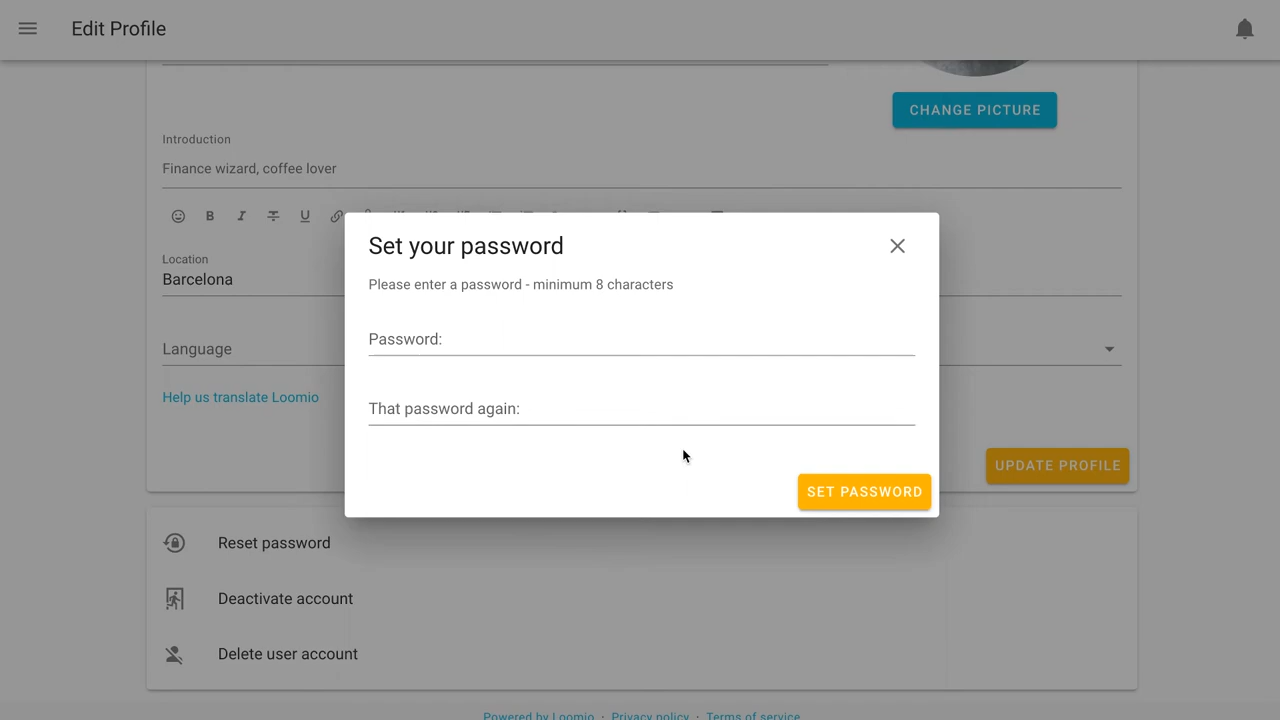 Edit Profile
CHANGE PICTURE
Introduction
Finance wizard, coffee lover
B I S U
Location
Barcelona
Language
Help us translate Loomio
UPDATE PROFILE
Set your password
Please enter a password - minimum 8 characters
Password:
That password again:
SET PASSWORD
Reset password
Deactivate account
Delete user account
Powered by Loomio · Privacy policy · Terms of service